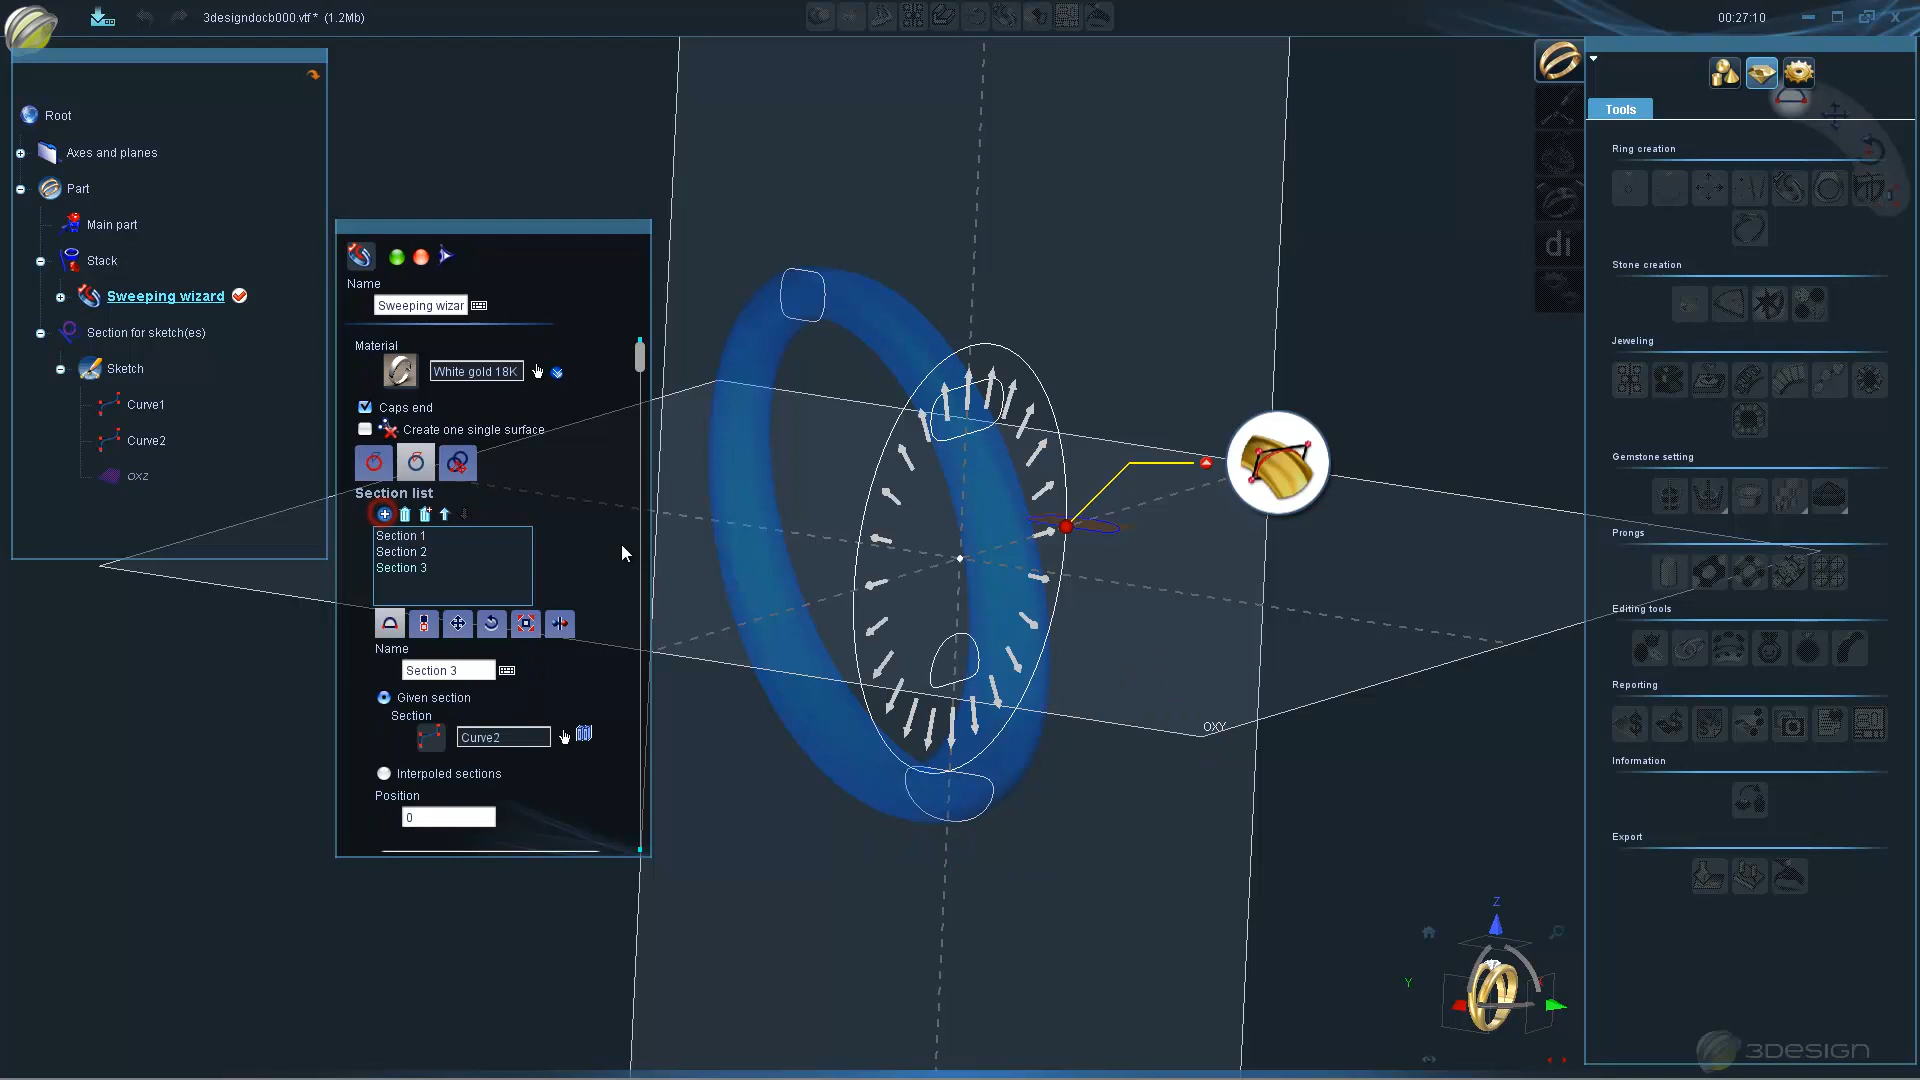 3designdocb000.vtf* (1.2Mb)
00:27:10
Root
Axes and planes
Part
Main part
Stack
Sweeping wizard
Section for sketch(es)
Sketch
Curve1
Curve2
OXZ
Name
Sweeping wizar
Material
White gold 18K
Caps end
Create one single surface
Section list
Section 1
Section 2
Section 3
Name
Section 3
Given section
Section
Curve2
Interpoled sections
Position
0
OXY
Tools
Ring creation
di
Stone creation
Jeweling
Gemstone setting
Prongs
Editing tools
Reporting
Information
Export
Z
Y
X
3DESIGN